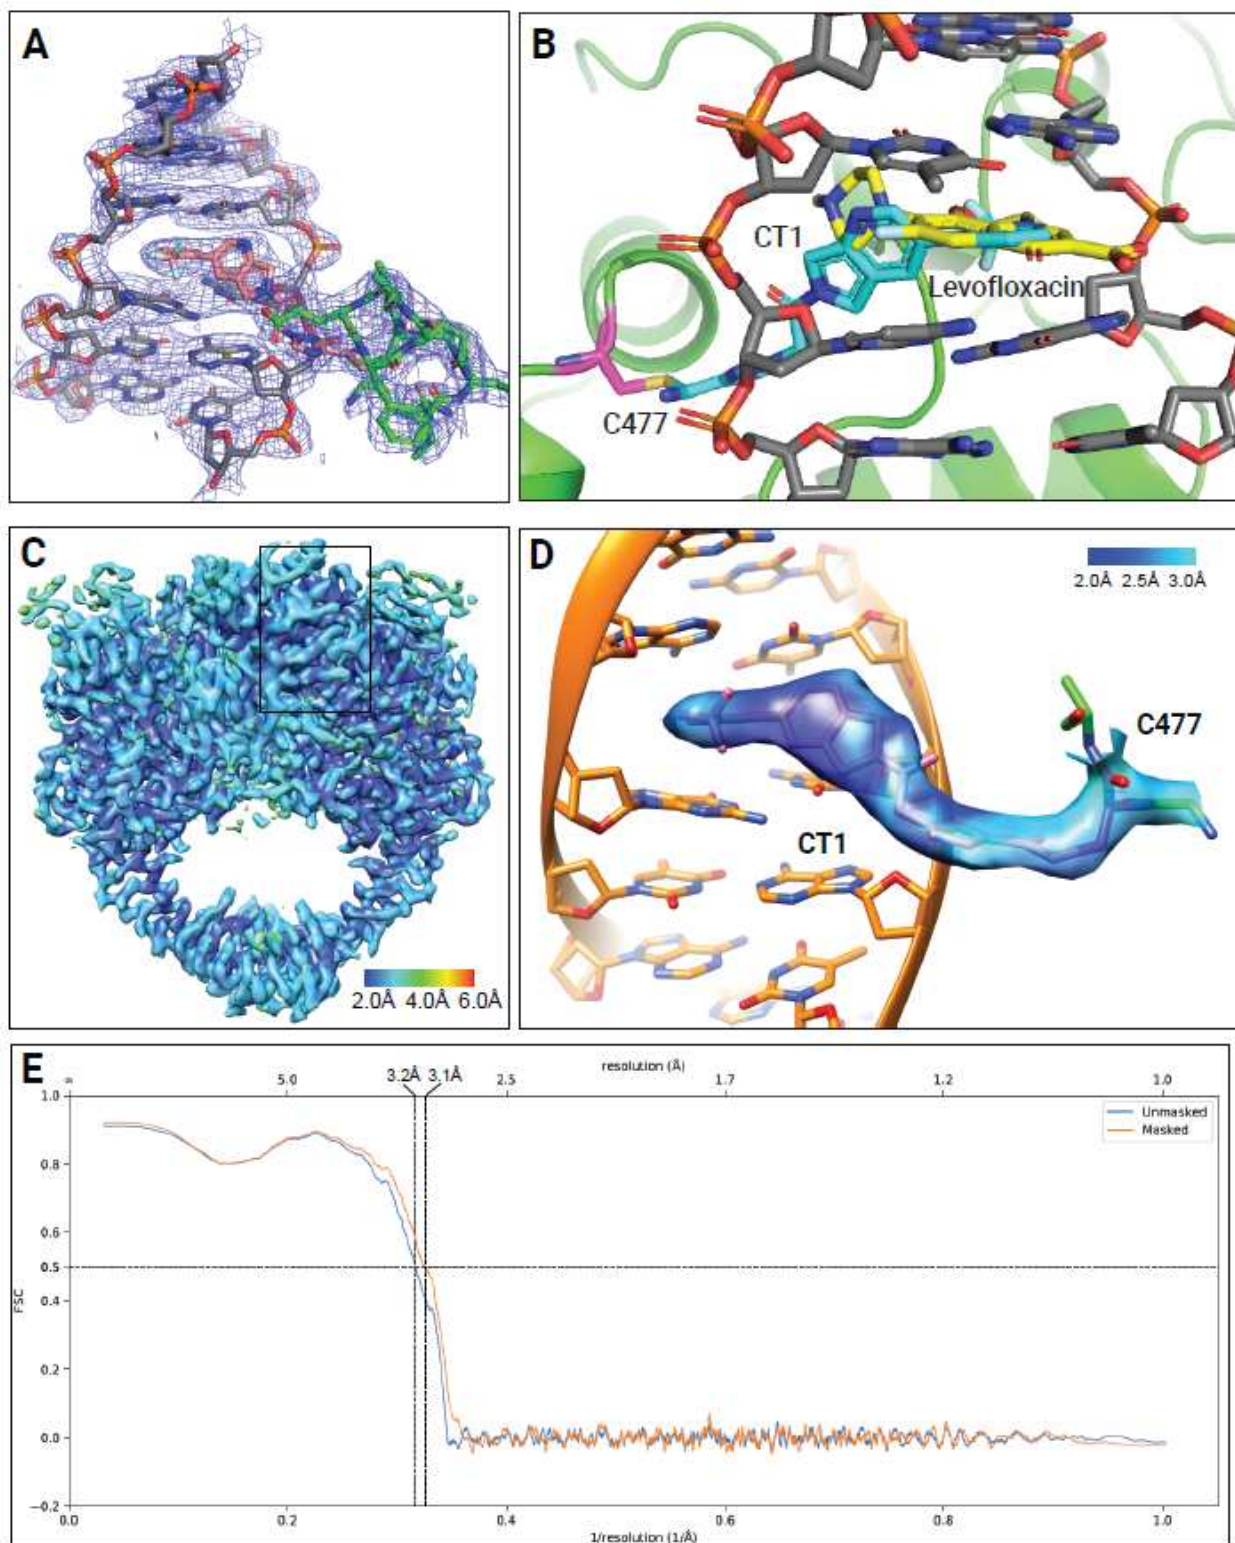 A
B
CT1
Levofloxacin
C477
C
2.0Å 4.0Å 6.0Å
D
2.0Å 2.5Å 3.0Å
C477
CT1
E
resolution (Å)
∞ 5.0 3.2Å 3.1Å 2.5 1.7 1.2 1.0
Unmasked
Masked
1.0
0.8
0.6
0.5
0.4
0.2
0.0
−0.2
FSC
0.0 0.2 0.4 0.6 0.8 1.0
1/resolution (1/Å)